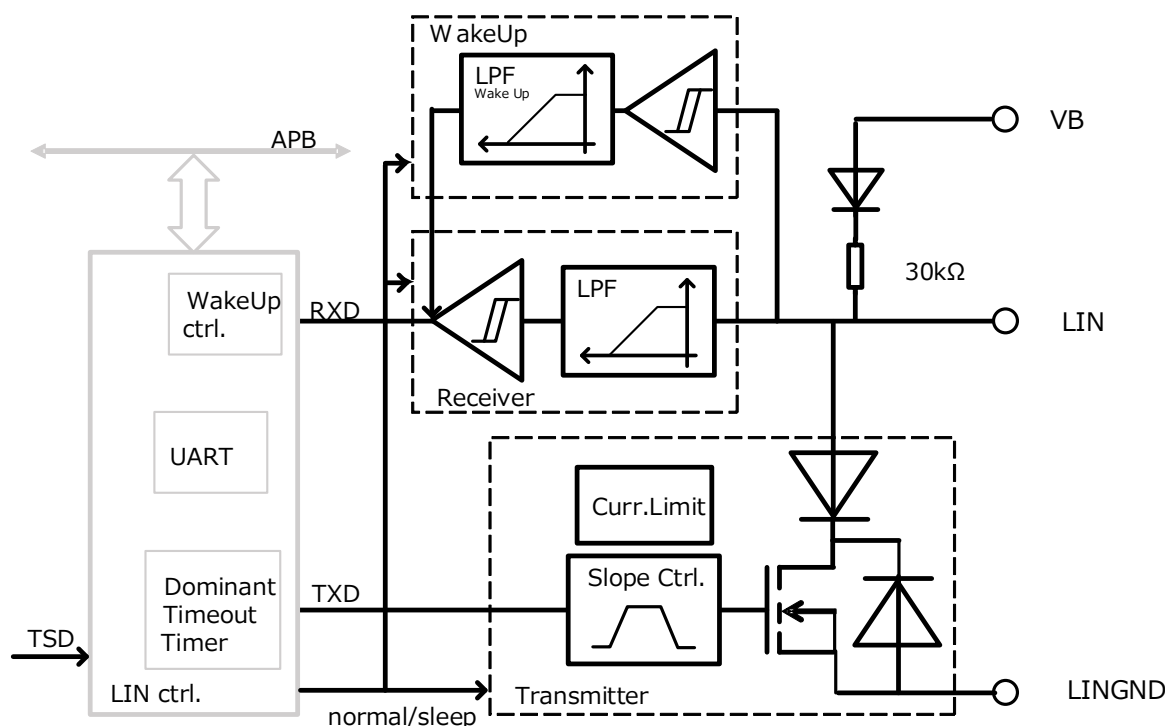 WakeUp
LPF
Wake Up
APB
VB
30kΩ
WakeUp
ctrl.
RXD
LPF
LIN
Receiver
UART
Curr.Limit
Slope Ctrl.
Dominant
Timeout
Timer
TXD
TSD
LIN ctrl.
normal/sleep
Transmitter
LINGND